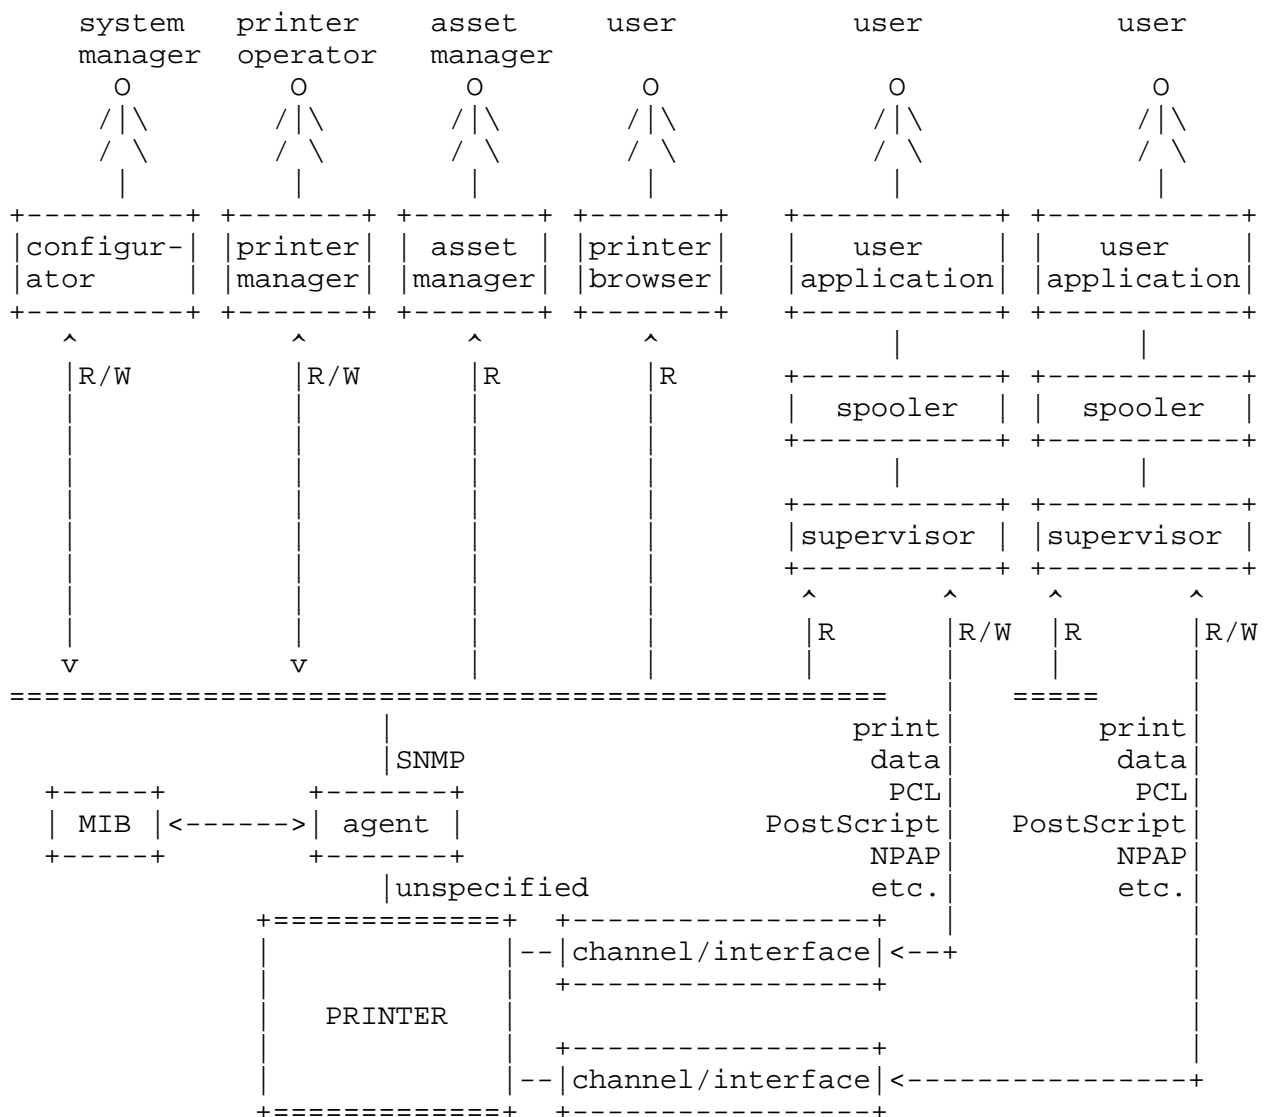 system printer asset user user user
manager operator manager
O O O O O O
/|\ /|\ /|\ /|\ /|\ /|\
/ \ / \ / \ / \ / \ / \
| | | | | |
+---------+ +-------+ +-------+ +-------+ +-----------+ +-----------+
|configur-| |printer| | asset | |printer| | user | | user |
|ator | |manager| |manager| |browser| |application| |application|
+---------+ +-------+ +-------+ +-------+ +-----------+ +-----------+
^ ^ ^ ^ | |
|R/W |R/W |R |R +-----------+ +-----------+
| | | | | spooler | | spooler |
| | | | +-----------+ +-----------+
| | | | | |
| | | | +-----------+ +-----------+
| | | | |supervisor | |supervisor |
| | | | +-----------+ +-----------+
| | | | ^ ^ ^ ^
| | | | |R |R/W |R |R/W
v v | | | | | |
================================================== | ===== |
| print| print|
|SNMP data| data|
+-----+ +-------+ PCL| PCL|
| MIB |<------>| agent | PostScript| PostScript|
+-----+ +-------+ NPAP| NPAP|
|unspecified etc.| etc.|
+=============+ +-----------------+ | |
| |--|channel/interface|<--+ |
| | +-----------------+ |
| PRINTER | |
| | +-----------------+ |
| |--|channel/interface|<----------------+
+=============+ +-----------------+